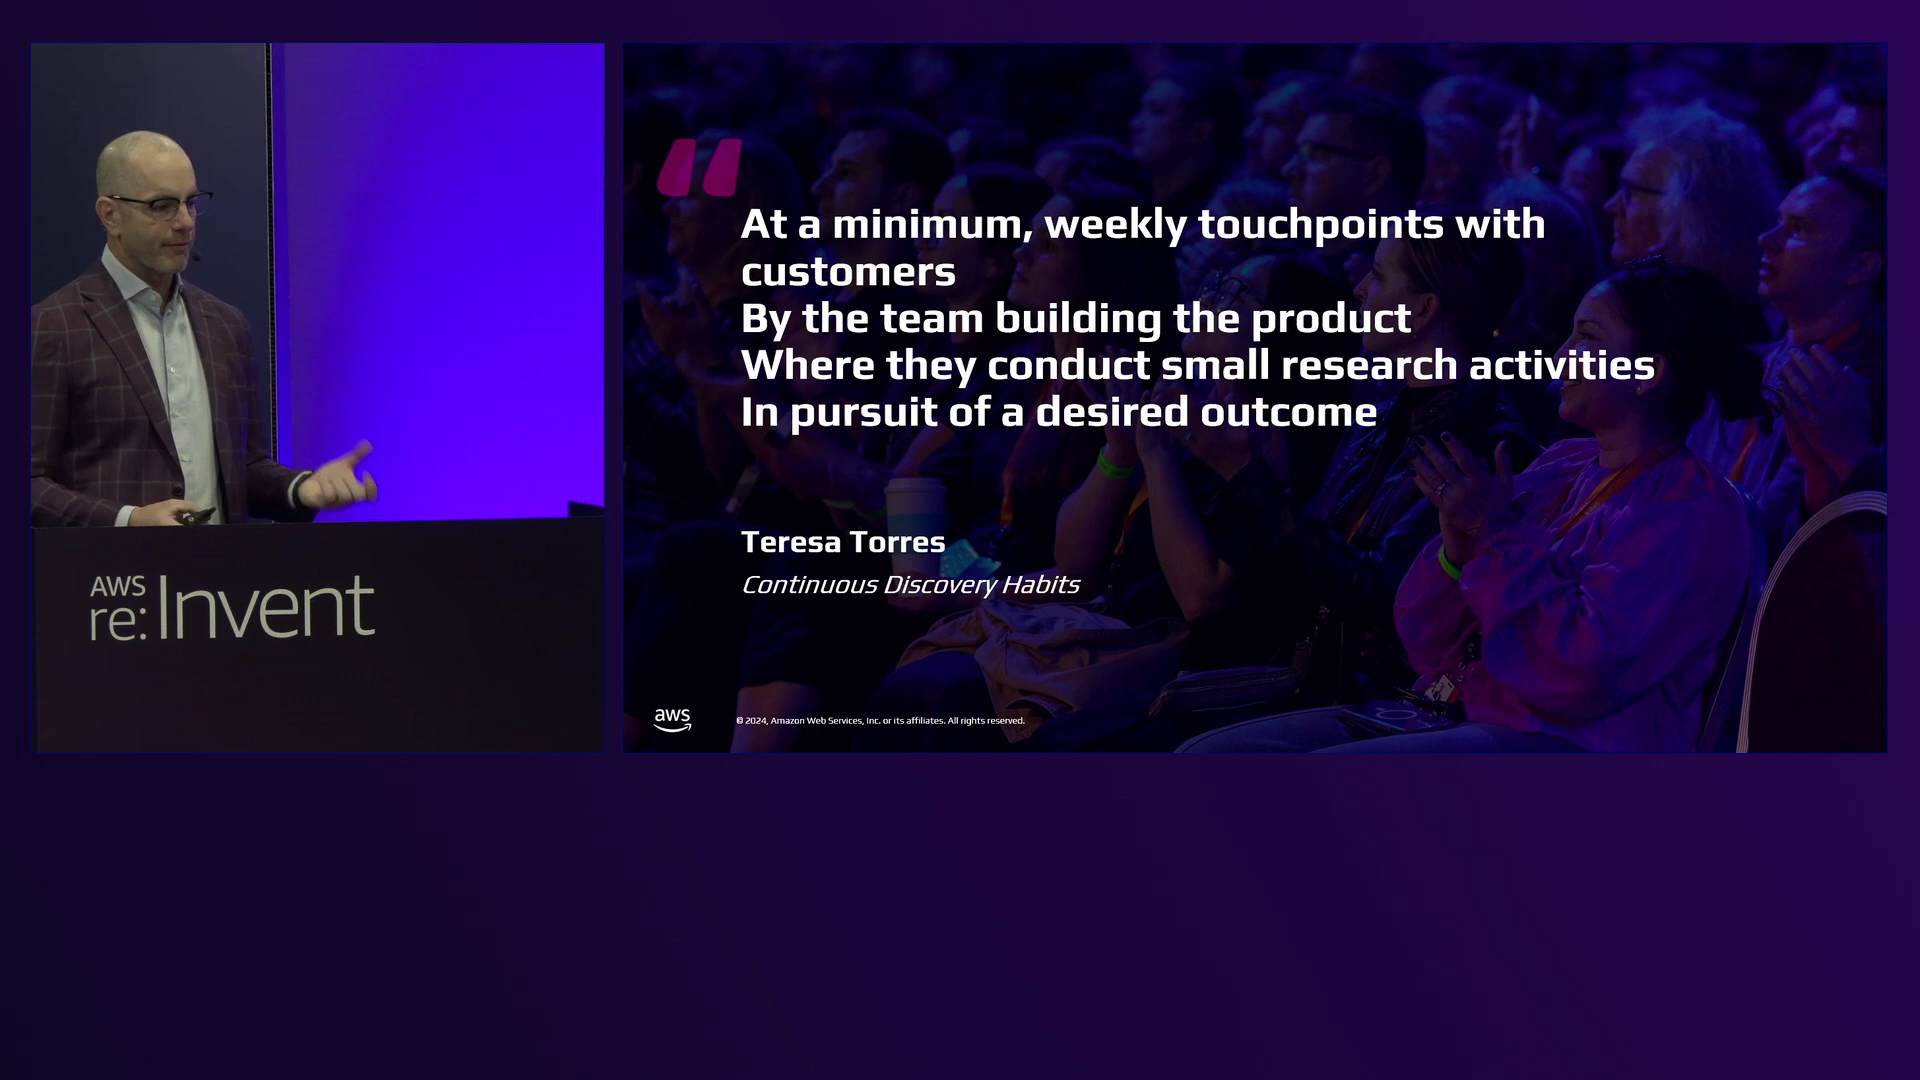 AWS
re:Invent
At a minimum, weekly touchpoints with
customers
By the team building the product
Where they conduct small research activities
In pursuit of a desired outcome
Teresa Torres
Continuous Discovery Habits
aws
© 2024, Amazon Web Services, Inc. or its affiliates. All rights reserved.